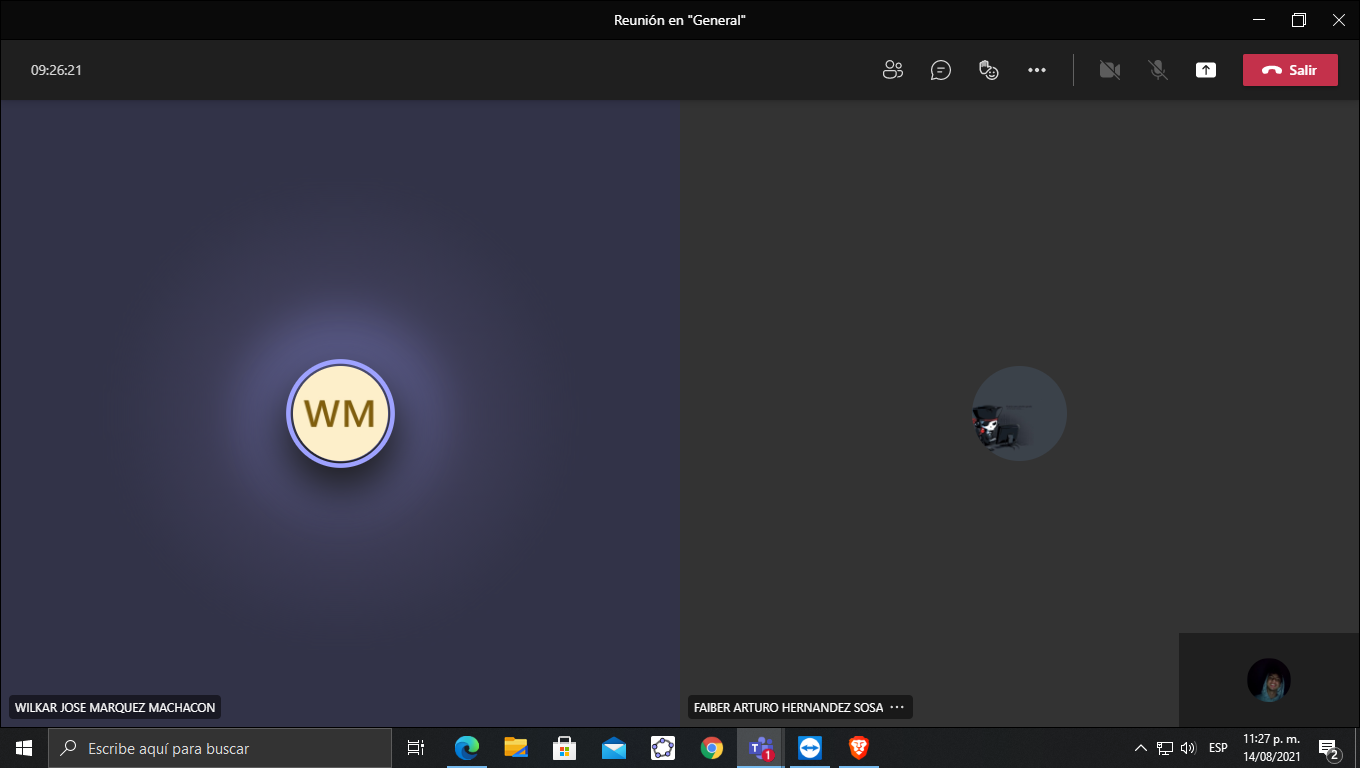 Reunión en "General"
09:26:21
Salir
WM
WILKAR JOSE MARQUEZ MACHACON
FAIBER ARTURO HERNANDEZ SOSA
Escribe aquí para buscar
T
1
ESP
11:27 p. m.
14/08/2021
2